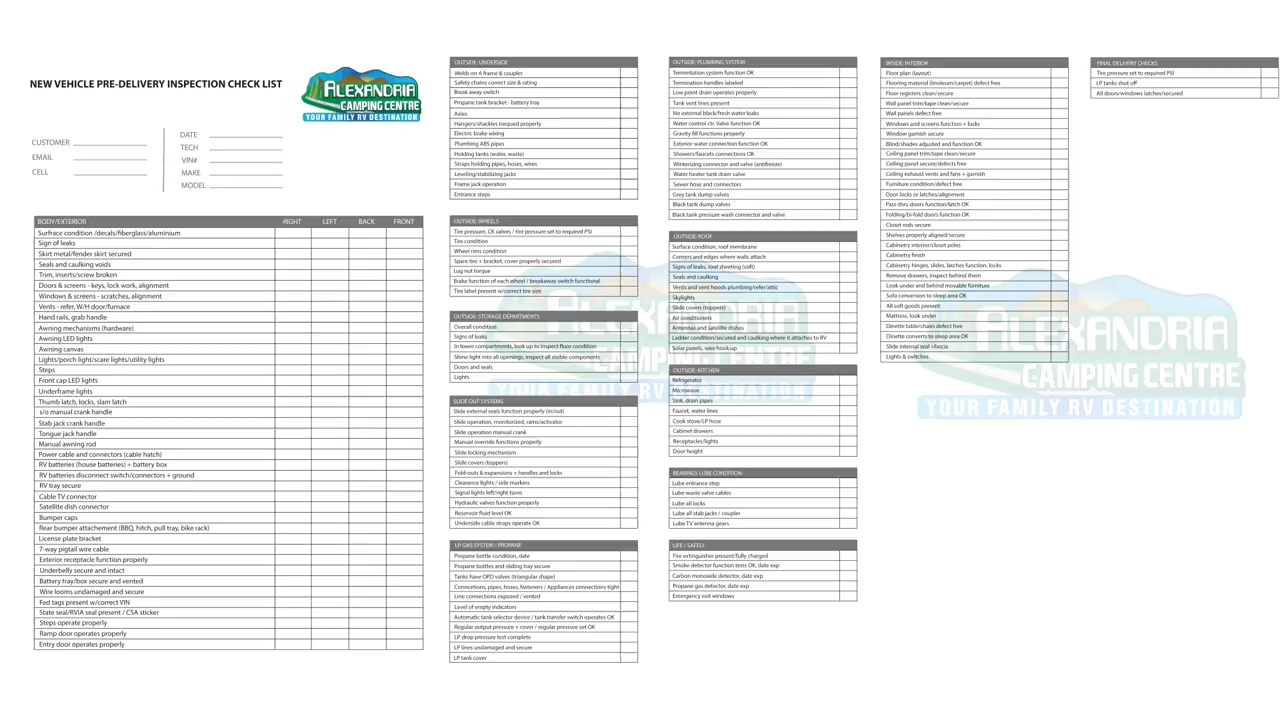 NEW VEHICLE PRE-DELIVERY INSPECTION CHECK LIST
ALEXANDRIA
CAMPING CENTRE
YOUR FAMILY RV DESTINATION
CUSTOMER
EMAIL
CELL
DATE
TECH
VIN#
MAKE
MODEL
BODY/EXTERIOR RIGHT LEFT BACK FRONT
Surfrace condition /decals/fiberglass/aluminium
Sign of leaks
Skirt metal/fender skirt secured
Seals and caulking voids
Trim, inserts/screw broken
Doors & screens - keys, lock work, alignment
Windows & screens - scratches, alignment
Vents - refer, W/H door/furnace
Hand rails, grab handle
Awning mechanisms (hardware)
Awning LED lights
Awning canvas
Lights/porch light/scare lights/utility lights
Steps
Front cap LED lights
Underframe lights
Thumb latch, locks, slam latch
s/o manual crank handle
Stab jack crank handle
Tongue jack handle
Manual awning rod
Power cable and connectors (cable hatch)
RV batteries (house batteries) + battery box
RV batteries disconnect switch/connectors + ground
RV tray secure
Cable TV connector
Satellite dish connector
Bumper caps
Rear bumper attachement (BBQ, hitch, pull tray, bike rack)
License plate bracket
7-way pigtail wire cable
Exterior receptacle function properly
Underbelly secure and intact
Battery tray/box secure and vented
Wire looms undamaged and secure
Fed tags present w/correct VIN
State seal/RVIA seal present / CSA sticker
Steps operate properly
Ramp door operates properly
Entry door operates properly
OUTSIDE: UNDERSIDE
Welds on A frame & coupler
Safety chains correct size & rating
Break away switch
Propane tank bracket - battery tray
Axles
Hangers/shackles torqued properly
Electric brake wiring
Plumbing ABS pipes
Holding tanks (water, waste)
Straps holding pipes, hoses, wires
Leveling/stabilizing jacks
Frame jack operation
Entrance steps
OUTSIDE: WHEELS
Tire pressure, CK valves / tire pressure set to required PSI
Tire condition
Wheel rims condition
Spare tire + bracket, cover properly secured
Lug nut torque
Brake function of each wheel / breakaway switch functional
Tire label present w/correct tire size
OUTSIDE: STORAGE DEPARTMENTS
Overall condition
Signs of leaks
In lower compartments, look up to inspect floor condition
Shine light into all openings, inspect all visible components
Doors and seals
Lights
SLIDE OUT SYSTEMS
Slide external seals function properly (in/out)
Slide operation, monitorized, rams/activator
Slide operation manual crank
Manual override functions properly
Slide locking mechanism
Slide covers (toppers)
Fold-outs & expansions + handles and locks
Clearance lights / side markers
Signal lights left/right turns
Hydraulic valves function properly
Reservoir fluid level OK
Underside cable straps operate OK
LP GAS SYSTEM / PROPANE
Propane bottle condition, date
Propane bottles and sliding tray secure
Tanks have OPD valves (triangular shape)
Connections, pipes, hoses, fasteners / Appliances connections tight
Line connections exposed / vented
Level of empty indicators
Automatic tank selector device / tank transfer switch operates OK
Regular output pressure + cover / regular pressure set OK
LP drop pressure test complete
LP lines undamaged and secure
LP tank cover
OUTSIDE: PLUMBING SYSTEM
Termintation system function OK
Termination handles labeled
Low point drain operates properly
Tank vent lines present
No external black/fresh water leaks
Water control ctr. Valve function OK
Gravity fill functions properly
Exterior water connection function OK
Showers/faucets connections OK
Winterizing connector and valve (antifreeze)
Water heater tank drain valve
Sewer hose and connectors
Grey tank dump valves
Black tank dump valves
Black tank pressure wash connector and valve
OUTSIDE: ROOF
Surface condition, roof membrane
Corners and edges where walls attach
Signs of leaks, roof sheeting (soft)
Seals and caulking
Vents and vent hoods plumbing/refer/attic
Skylights
Slide covers (toppers)
Air conditioners
Antennas and satellite dishes
Ladder condition/secured and caulking where it attaches to RV
Solar panels, wire hook up
OUTSIDE: KITCHEN
Refrigerator
Microwave
Sink, drain pipes
Faucet, water lines
Cook stove/LP hose
Cabinet drawers
Receptacles/lights
Door height
BEARINGS LUBE CONDITION
Lube entrance step
Lube waste valve cables
Lube all locks
Lube all stab jacks / coupler
Lube TV antenna gears
LIFE / SAFELY
Fire extinguisher present/fully charged
Smoke detector function tests OK, date exp
Carbon monoxide detector, date exp
Propane gas detector, date exp
Emergency exit windows
INSIDE: INTERIOR
Floor plan (layout)
Flooring material (linoleum/carpet) defect free
Floor registers clean/secure
Wall panel trim/tape clean/secure
Wall panels defect free
Windows and screens function + locks
Window garnish secure
Blind/shades adjusted and function OK
Ceiling panel trim/tape clean/secure
Ceiling panel secure/defects free
Ceiling exhaust vents and fans + garnish
Furniture condition/defect free
Door locks or latches/alignment
Pass-thru doors function/latch OK
Folding/bi-fold doors function OK
Closet rods secure
Shelves properly aligned/secure
Cabinetry interior/closet poles
Cabinetry finish
Cabinetry hinges, slides, latches function, locks
Remove drawers, inspect behind them
Look under and behind movable furniture
Sofa conversion to sleep area OK
All soft goods present
Mattress, look under
Dinette table/chairs defect free
Dinette converts to sleep area OK
Slide internal seal +fascia
Lights & switches
FINAL DELIVERY CHECKS
Tire pressure set to required PSI
LP tanks shut off
All doors/windows latches/secured
ALEXANDRIA
CAMPING CENTRE
YOUR FAMILY RV DESTINATION
ALEXANDRIA
CAMPING CENTRE
YOUR FAMILY RV DESTINATION